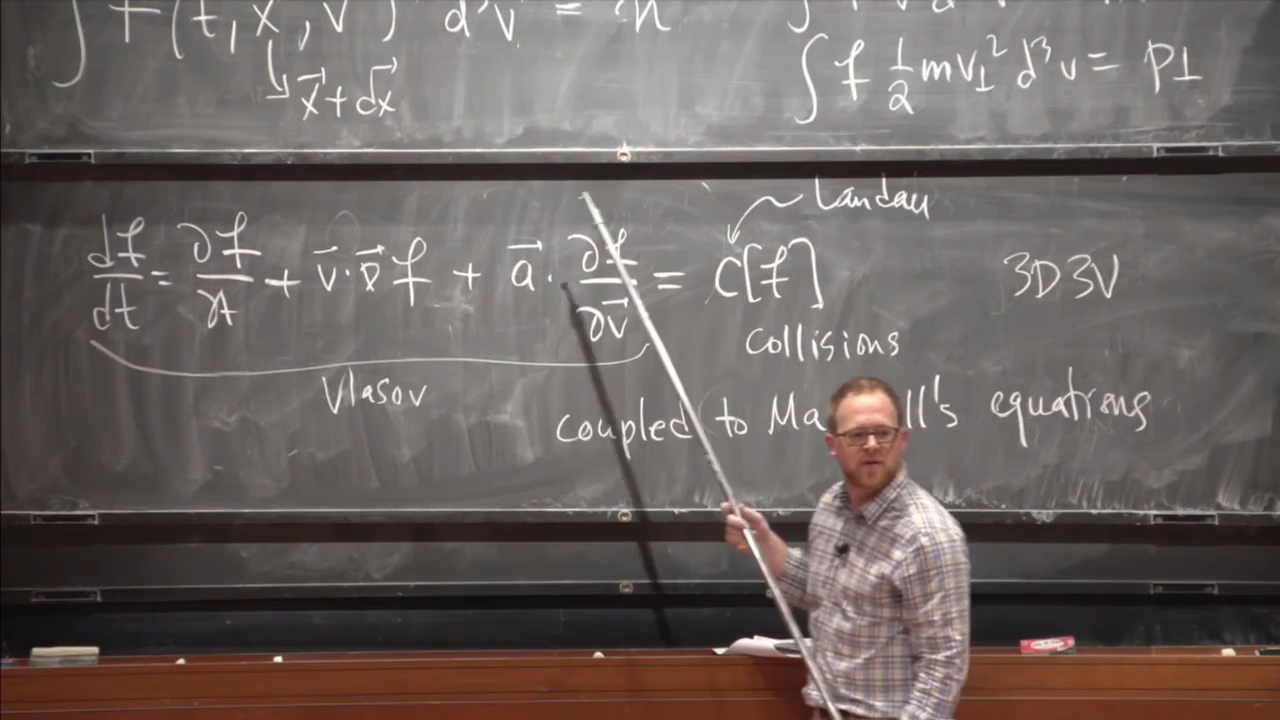 ∫ f(t, x⃗, v⃗) d³v = n
↳ x⃗ + dx⃗
∫ f ½ m v⊥² d³v = p⊥
df/dt = ∂f/∂t + v⃗ · ∇⃗ f + a⃗ · ∂f/∂v⃗ = C[f]
Landau
3D3V
collisions
Vlasov
coupled to Ma ll's equations